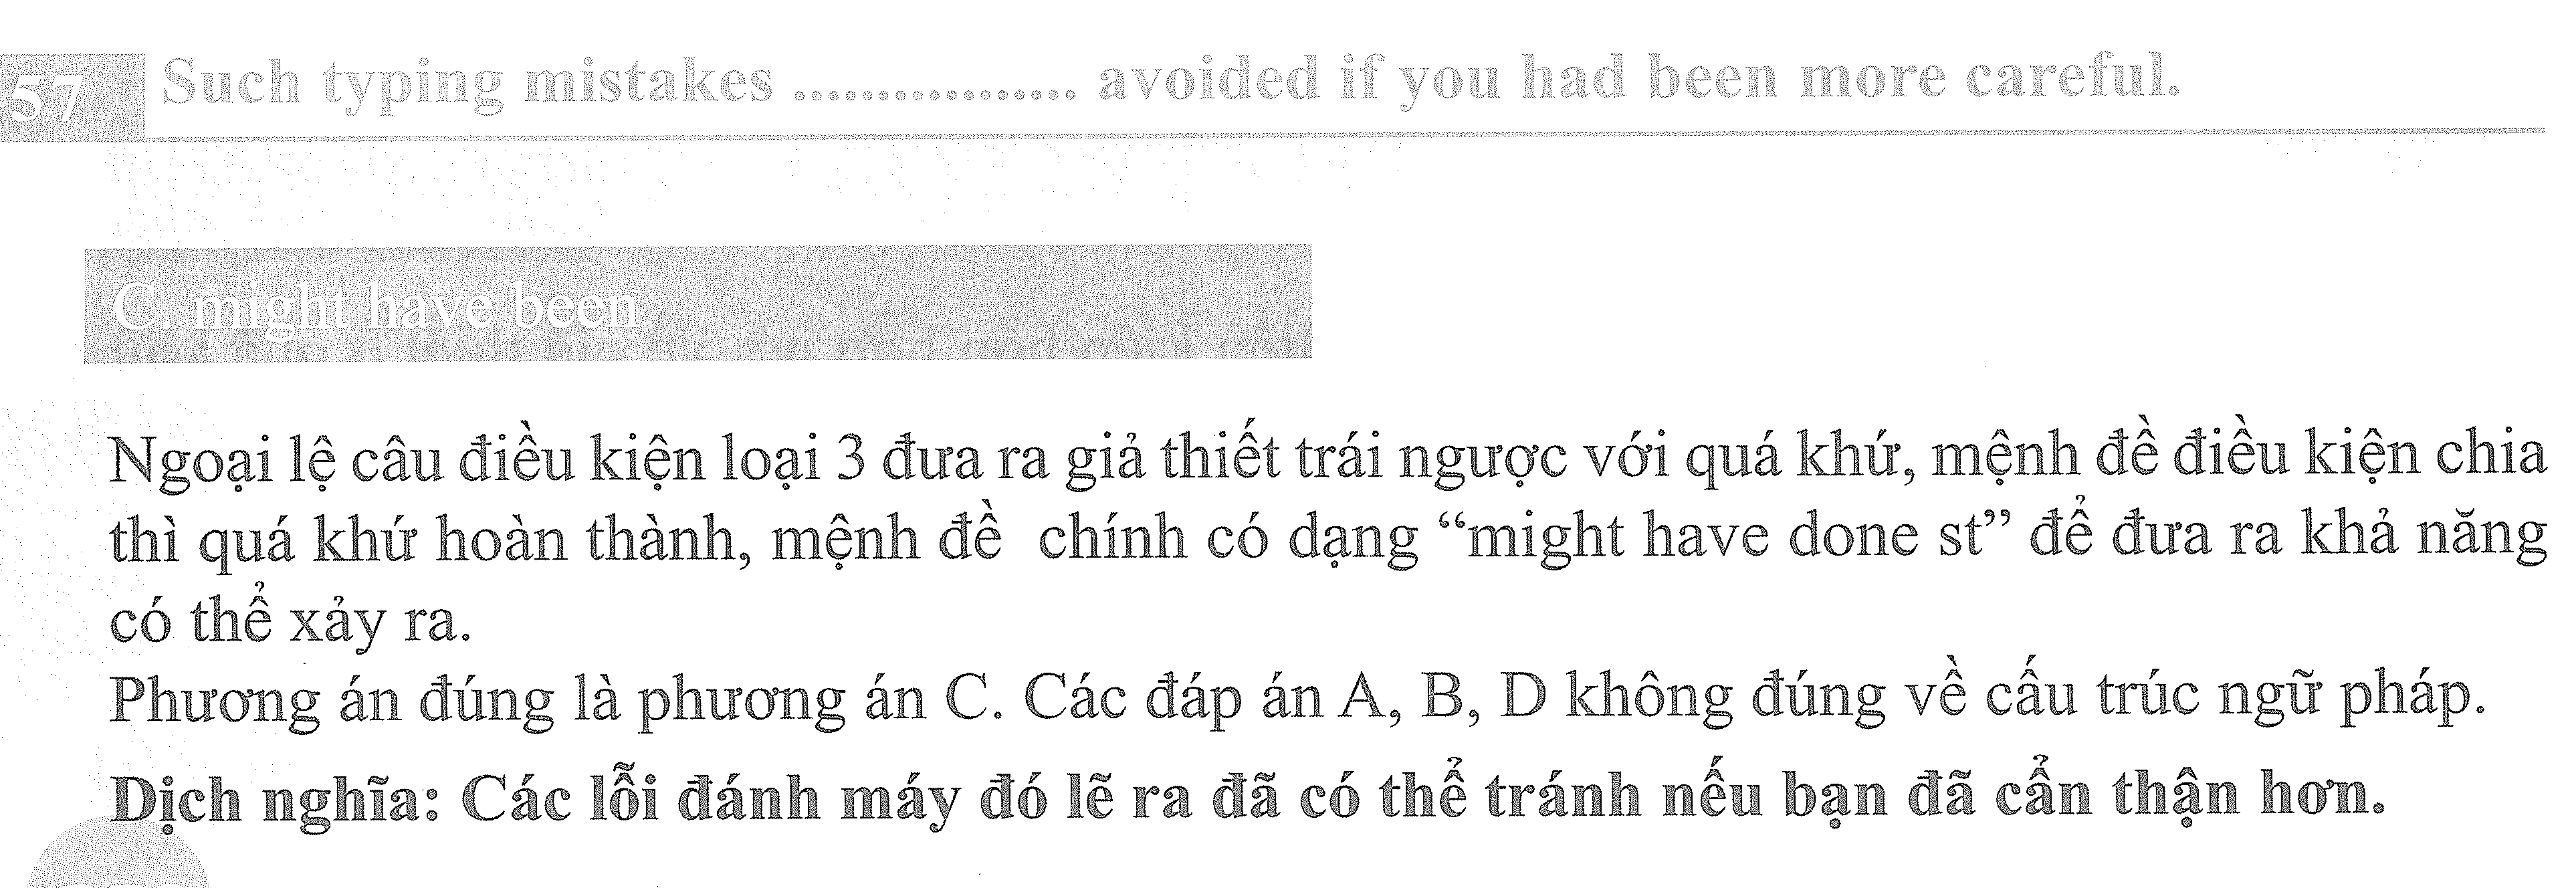 57 Such typing mistakes ................. avoided if you had been more careful.
C. might have been
Ngoại lệ câu điều kiện loại 3 đưa ra giả thiết trái ngược với quá khứ, mệnh đề điều kiện chia
thì quá khứ hoàn thành, mệnh đề chính có dạng “might have done st” để đưa ra khả năng
có thể xảy ra.
Phương án đúng là phương án C. Các đáp án A, B, D không đúng về cấu trúc ngữ pháp.
Dịch nghĩa: Các lỗi đánh máy đó lẽ ra đã có thể tránh nếu bạn đã cẩn thận hơn.